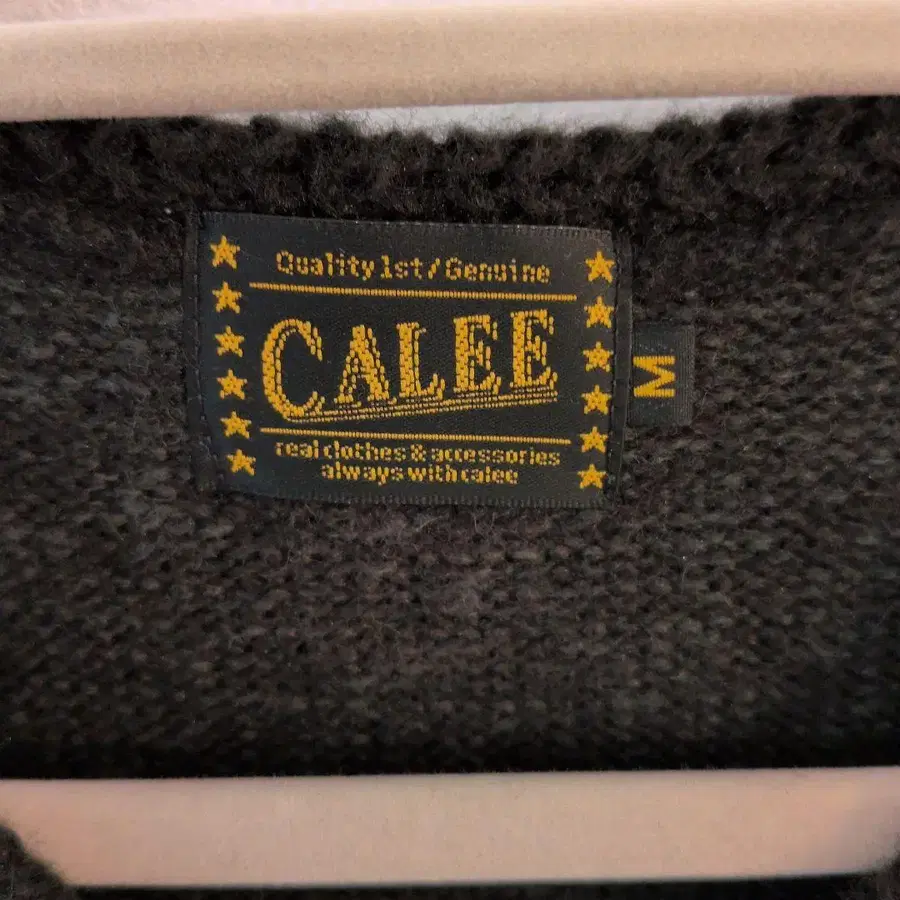 Quality 1st/Genuine
CALEE
real clothes & accessories
always with calee
M